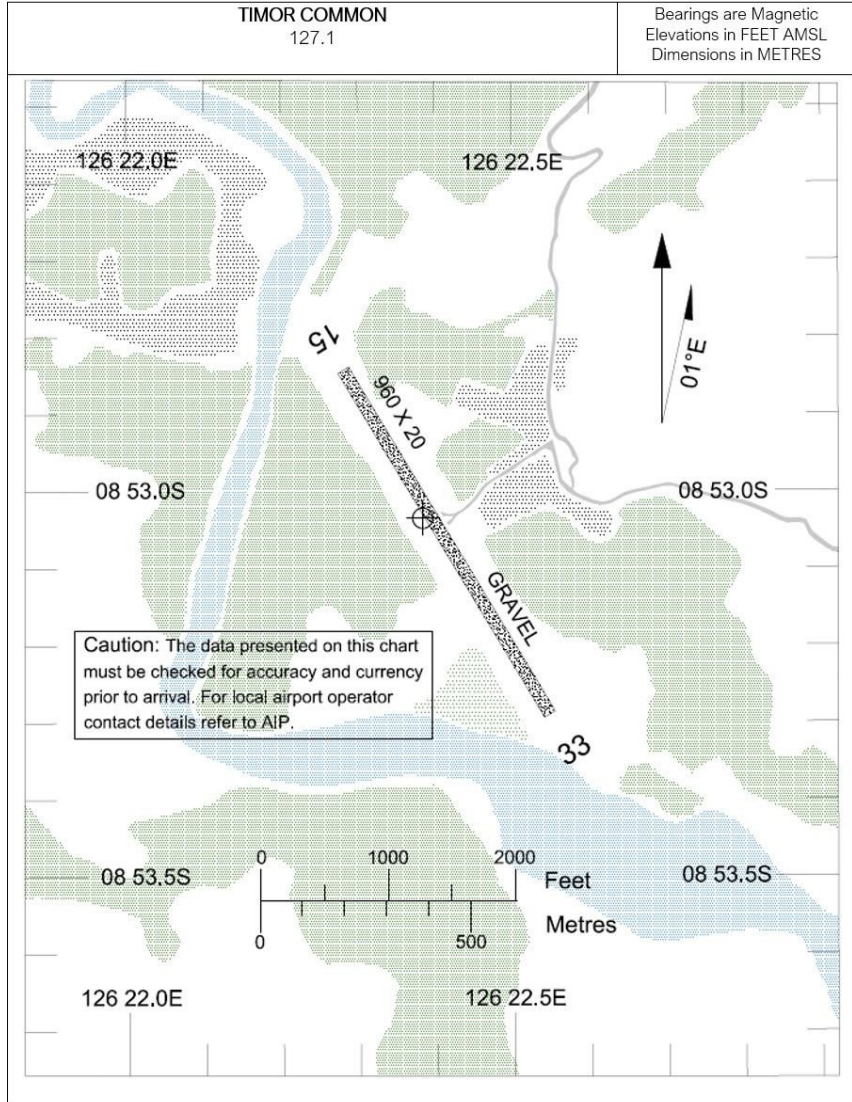 TIMOR COMMON
127.1
Bearings are Magnetic
Elevations in FEET AMSL
Dimensions in METRES
126 22.0E
126 22.5E
01°E
15
960 X 20
08 53.0S
08 53.0S
GRAVEL
Caution: The data presented on this chart
must be checked for accuracy and currency
prior to arrival. For local airport operator
contact details refer to AIP.
33
0 1000 2000
Feet
08 53.5S
08 53.5S
Metres
0 500
126 22.0E
126 22.5E